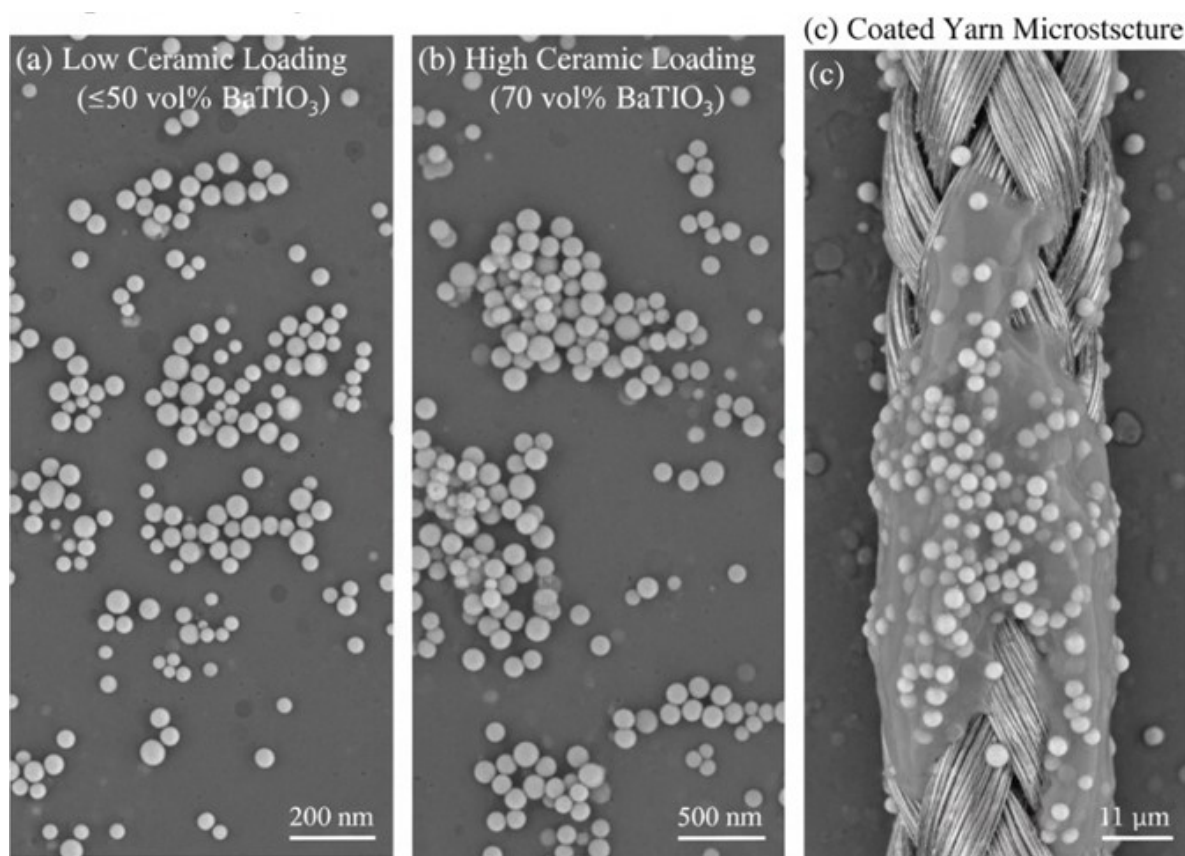 (a) Low Ceramic Loading
(≤50 vol% BaTIO₃)
(b) High Ceramic Loading
(70 vol% BaTIO₃)
(c) Coated Yarn Microstscture
(c)
200 nm
500 nm
11 µm